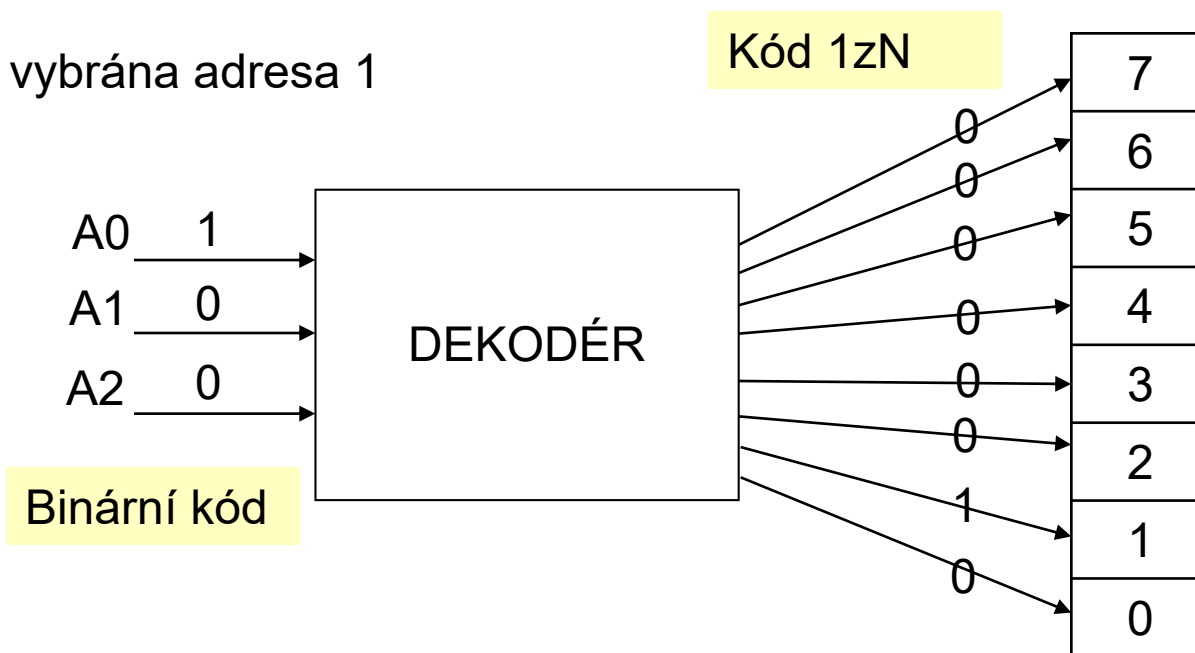 vybrána adresa 1
Kód 1zN
A0 1
A1 0
A2 0
Binární kód
DEKODÉR
0 7
0 6
0 5
0 4
0 3
0 2
1 1
0 0